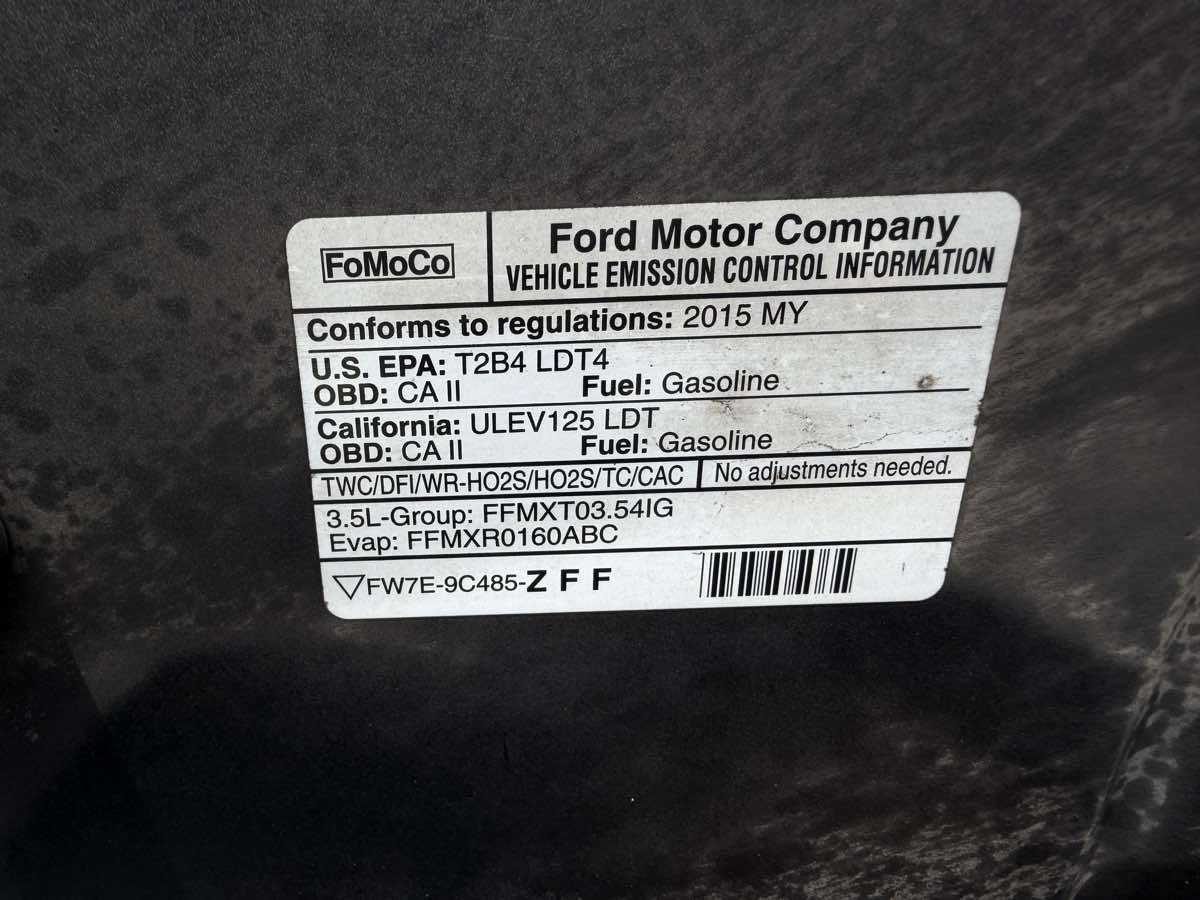 FoMoCo
Ford Motor Company
VEHICLE EMISSION CONTROL INFORMATION
Conforms to regulations: 2015 MY
U.S. EPA: T2B4 LDT4
OBD: CA II Fuel: Gasoline
California: ULEV125 LDT
OBD: CA II Fuel: Gasoline
TWC/DFI/WR-HO2S/HO2S/TC/CAC No adjustments needed.
3.5L-Group: FFMXT03.54IG
Evap: FFMXR0160ABC
▽FW7E-9C485-Z F F